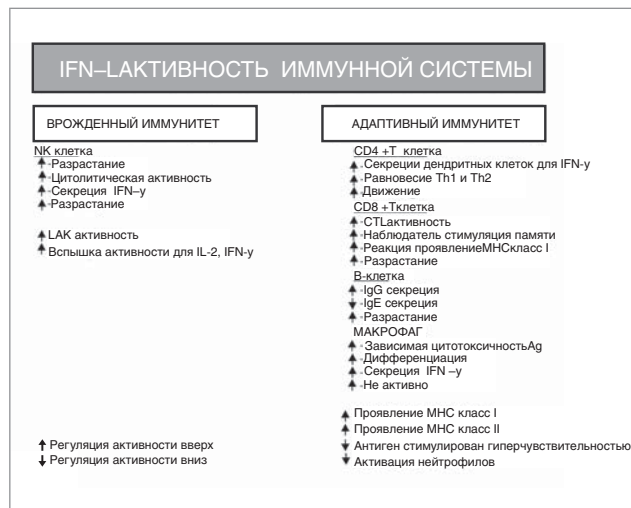 IFN–LАКТИВНОСТЬ ИММУННОЙ СИСТЕМЫ
ВРОЖДЕННЫЙ ИММУНИТЕТ
NK клетка
-Разрастание
-Цитолитическая активность
-Секреция IFN–y
-Разрастание
LAK активность
Вспышка активности для IL-2, IFN-y
Регуляция активности вверх
Регуляция активности вниз
АДАПТИВНЫЙ ИММУНИТЕТ
CD4 +T клетка
-Секреции дендритных клеток для IFN-y
-Равновесие Th1 и Th2
-Движение
CD8 +Tклетка
-CTLактивность
-Наблюдатель стимуляция памяти
-Реакция проявлениеMHCкласс I
-Разрастание
B-клетка
-IgG секреция
-IgE секреция
-Разрастание
МАКРОФАГ
-Зависимая цитотоксичностьAg
-Дифференциация
-Секреция IFN –y
-Не активно
Проявление MHC класс I
Проявление MHC класс II
Антиген стимулирован гиперчувствительностью
Активация нейтрофилов